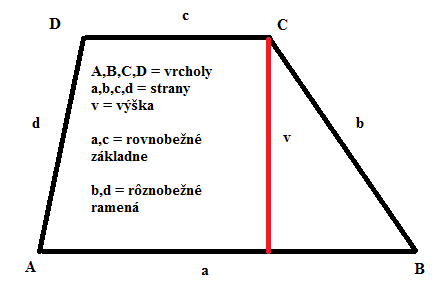 c
D
C
A,B,C,D = vrcholy
a,b,c,d = strany
v = výška
d
v
b
a,c = rovnobežné
základne
b,d = rôznobežné
ramená
A
a
B